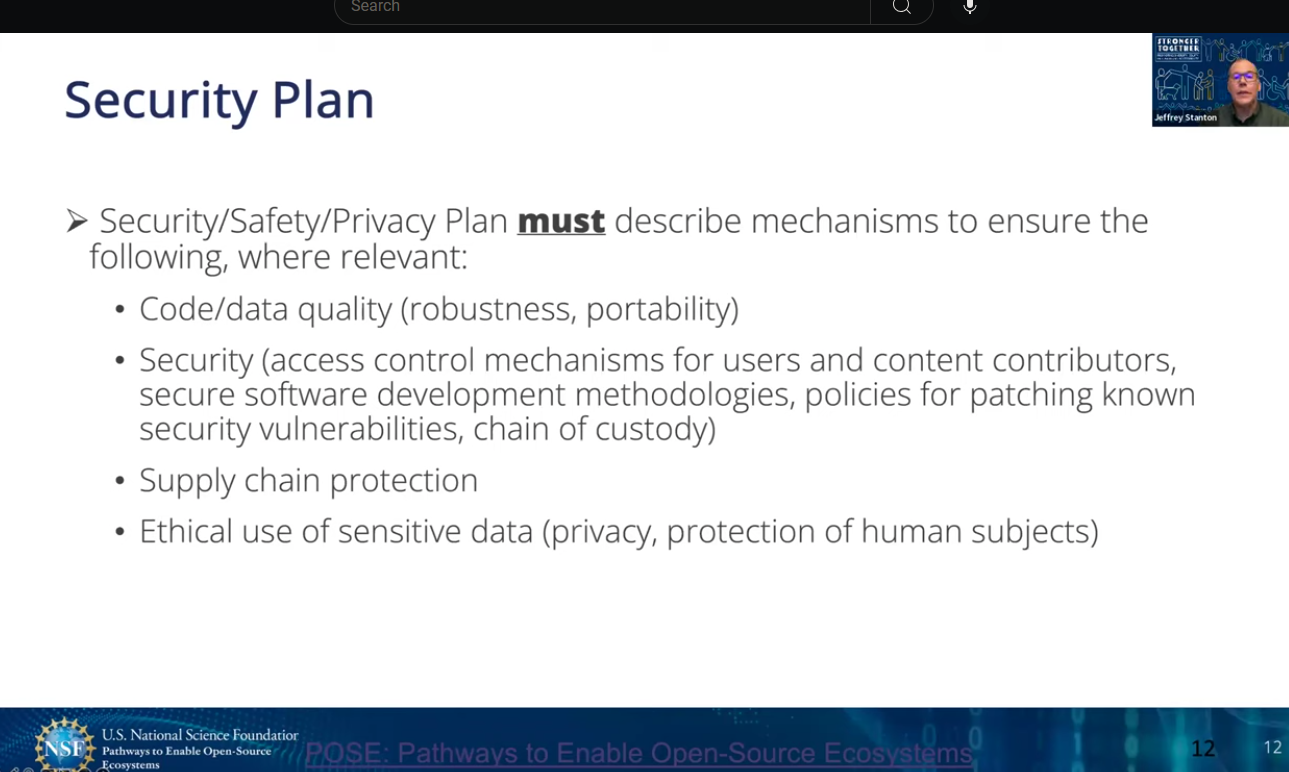 Search
Security Plan
STRONGER
TOGETHER
Jeffrey Stanton
➢ Security/Safety/Privacy Plan must describe mechanisms to ensure the
following, where relevant:
• Code/data quality (robustness, portability)
• Security (access control mechanisms for users and content contributors,
secure software development methodologies, policies for patching known
security vulnerabilities, chain of custody)
• Supply chain protection
• Ethical use of sensitive data (privacy, protection of human subjects)
NSF
U.S. National Science Foundation
Pathways to Enable Open-Source
Ecosystems
POSE: Pathways to Enable Open-Source Ecosystems
12
12